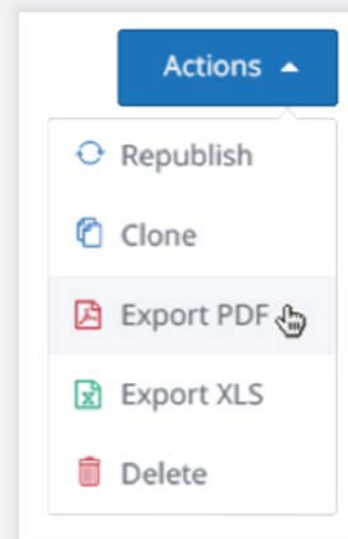 Actions
Republish
Clone
Export PDF
Export XLS
Delete